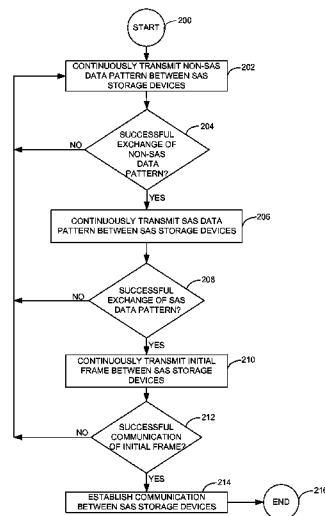 START
200
CONTINUOUSLY TRANSMIT NON-SAS
DATA PATTERN BETWEEN SAS
STORAGE DEVICES
202
SUCCESSFUL
EXCHANGE OF
NON-SAS
DATA
PATTERN?
204
NO
YES
CONTINUOUSLY TRANSMIT SAS DATA
PATTERN BETWEEN SAS STORAGE DEVICES
206
SUCCESSFUL
EXCHANGE OF SAS
DATA PATTERN?
208
NO
YES
CONTINUOUSLY TRANSMIT INITIAL
FRAME BETWEEN SAS STORAGE
DEVICES
210
SUCCESSFUL
COMMUNICATION
OF INITIAL FRAME?
212
NO
YES
ESTABLISH COMMUNICATION
BETWEEN SAS STORAGE DEVICES
214
END
216